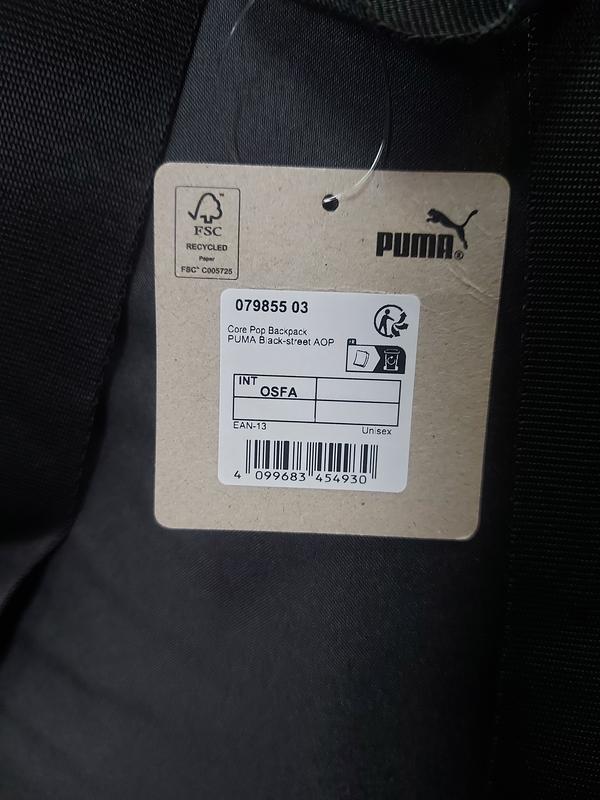 FSC™
RECYCLED
Paper
FSC® C005725
PUMA®
079855 03
Core Pop Backpack
PUMA Black-street AOP
INT OSFA
EAN-13
Unisex
4 099683 454930